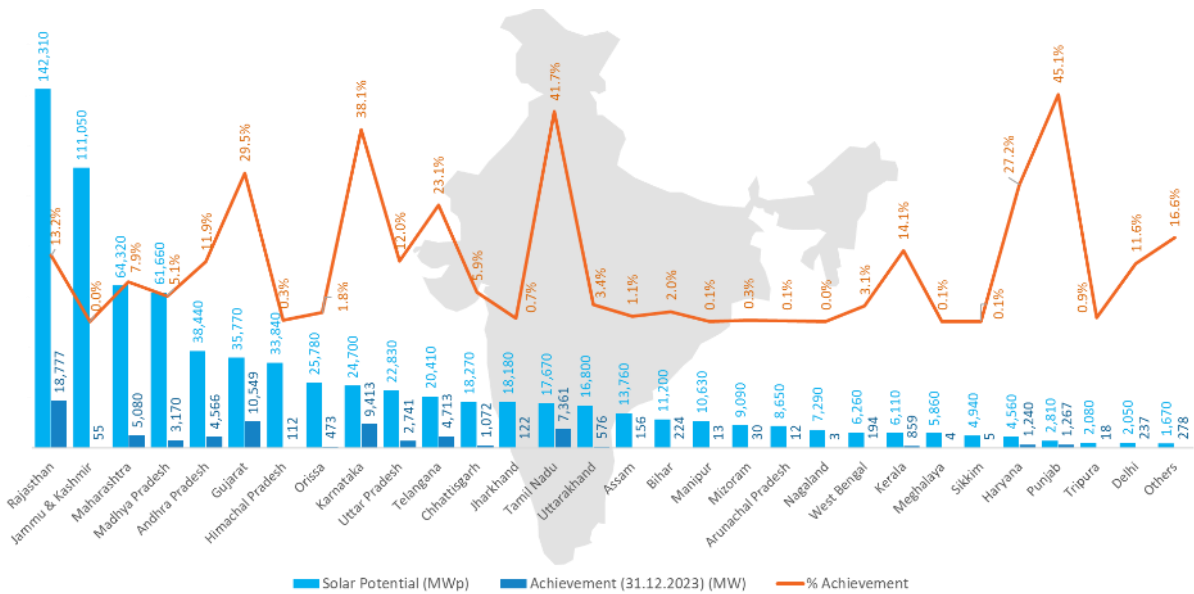 142,310
18,777
13.2%
Rajasthan
111,050
55
0.0%
Jammu & Kashmir
64,320
5,080
7.9%
Maharashtra
61,660
3,170
5.1%
Madhya Pradesh
38,440
4,566
11.9%
Andhra Pradesh
35,770
10,549
29.5%
Gujarat
33,840
112
0.3%
Himachal Pradesh
25,780
473
1.8%
Orissa
24,700
9,413
38.1%
Karnataka
22,830
2,741
12.0%
Uttar Pradesh
20,410
4,713
23.1%
Telangana
18,270
1,072
5.9%
Chhattisgarh
18,180
122
0.7%
Jharkhand
17,670
7,361
41.7%
Tamil Nadu
16,800
576
3.4%
Uttarakhand
13,760
156
1.1%
Assam
11,200
224
2.0%
Bihar
10,630
13
0.1%
Manipur
9,090
30
0.3%
Mizoram
8,650
12
0.1%
Arunachal Pradesh
7,290
3
0.0%
Nagaland
6,260
194
3.1%
West Bengal
6,110
859
14.1%
Kerala
5,860
4
0.1%
Meghalaya
4,940
5
0.1%
Sikkim
4,560
1,240
27.2%
Haryana
2,810
1,267
45.1%
Punjab
2,080
18
0.9%
Tripura
2,050
237
11.6%
Delhi
1,670
278
16.6%
Others
Solar Potential (MWp)
Achievement (31.12.2023) (MW)
% Achievement